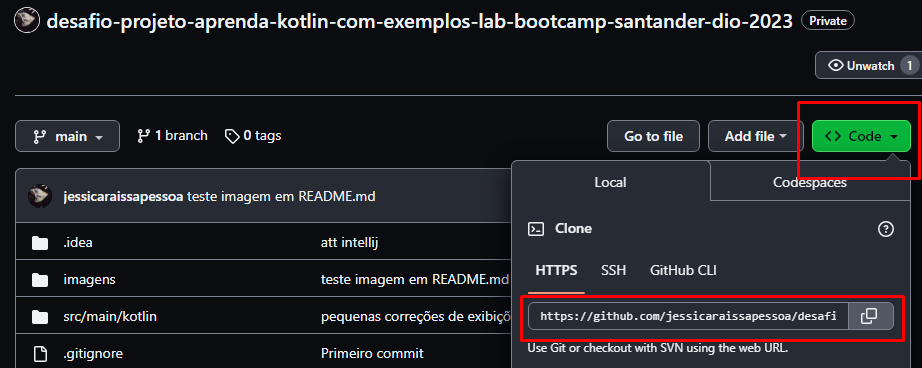 desafio-projeto-aprenda-kotlin-com-exemplos-lab-bootcamp-santander-dio-2023 Private
Unwatch 1
main 1 branch 0 tags Go to file Add file Code
Local Codespaces
jessicaraissapessoa teste imagem em README.md
Clone
.idea att intellij
HTTPS SSH GitHub CLI
imagens teste imagem em README.md
https://github.com/jessicaraissapessoa/desafi
src/main/kotlin pequenas correções de exibiçõ
Use Git or checkout with SVN using the web URL.
.gitignore Primeiro commit